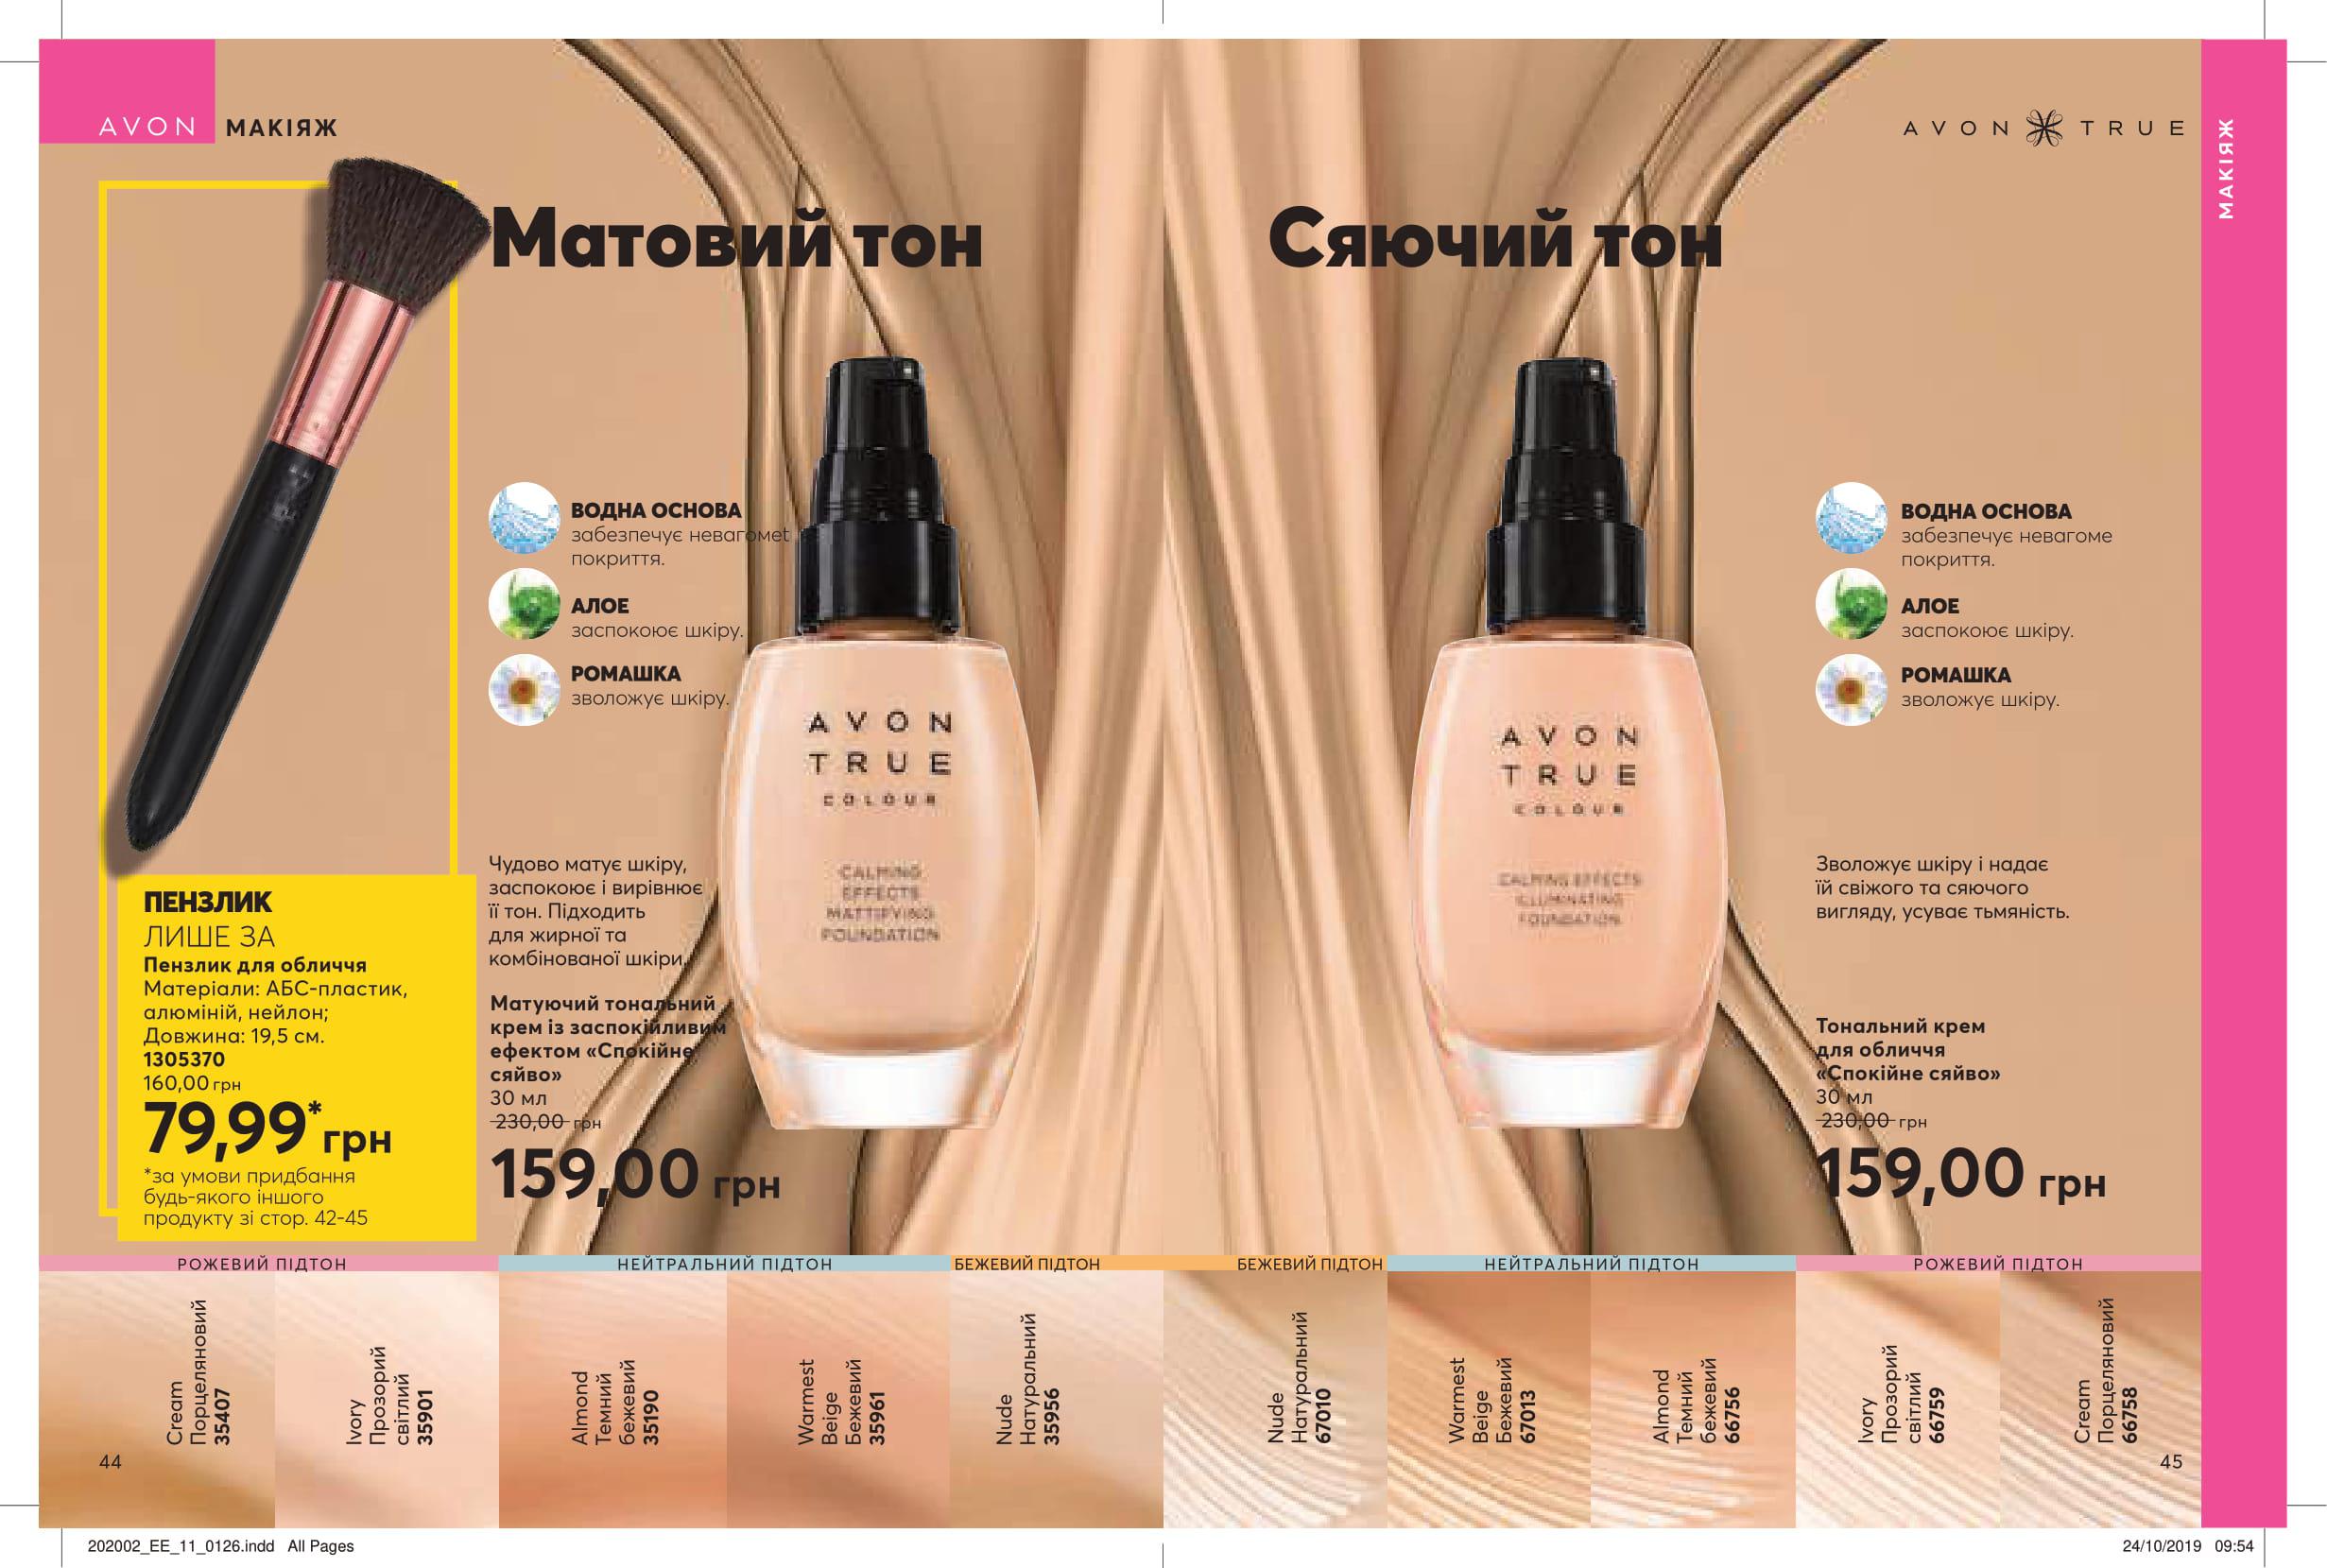 AVON МАКІЯ�ж
Матовий тон
ВОДНА ОСНОВА
забезпечує невагомеt
покриття.
АЛОЕ
заспокоює шкіру.
РОМАШКА
зволожує шкіру.
AVON
TRUE
COLOUR
CALMING
EFFECTS
MATTIFYING
FOUNDATION
Чудово матує шкіру,
заспокоює і вирівнює
її тон. Підходить
для жирної та
комбінованої шкіри.
Матуючий тональний
крем із заспокійливим
ефектом «Спокійне
сяйво»
30 мл
230,00 грн
159,00 грн
ПЕНЗЛИК
ЛИШЕ ЗА
Пензлик для обличчя
Матеріали: АБС-пластик,
алюміній, нейлон;
Довжина: 19,5 см.
1305370
160,00 грн
79,99* грн
*за умови придбання
будь-якого іншого
продукту зі стор. 42-45
РОЖЕВИЙ ПІДТОН
НЕЙТРАЛЬНИЙ ПІДТОН
БЕЖЕВИЙ ПІДТОН
Cream
Порцеляновий
35407
Ivory
Прозорий
світлий
35901
Almond
Темний
бежевий
35190
Warmest
Beige
Бежевий
35961
Nude
Натуральний
35956
44
AVON TRUE
МАКІЯЖ
Сяючий тон
AVON
TRUE
COLOUR
CALMING EFFECTS
ILLUMINATING
FOUNDATION
ВОДНА ОСНОВА
забезпечує невагоме
покриття.
АЛОЕ
заспокоює шкіру.
РОМАШКА
зволожує шкіру.
Зволожує шкіру і надає
їй свіжого та сяючого
вигляду, усуває тьмяність.
Тональний крем
для обличчя
«Спокійне сяйво»
30 мл
230,00 грн
159,00 грн
БЕЖЕВИЙ ПІДТОН
НЕЙТРАЛЬНИЙ ПІДТОН
РОЖЕВИЙ ПІДТОН
Nude
Натуральний
67010
Warmest
Beige
Бежевий
67013
Almond
Темний
бежевий
66756
Ivory
Прозорий
світлий
66759
Cream
Порцеляновий
66758
45
202002_EE_11_0126.indd All Pages
24/10/2019 09:54